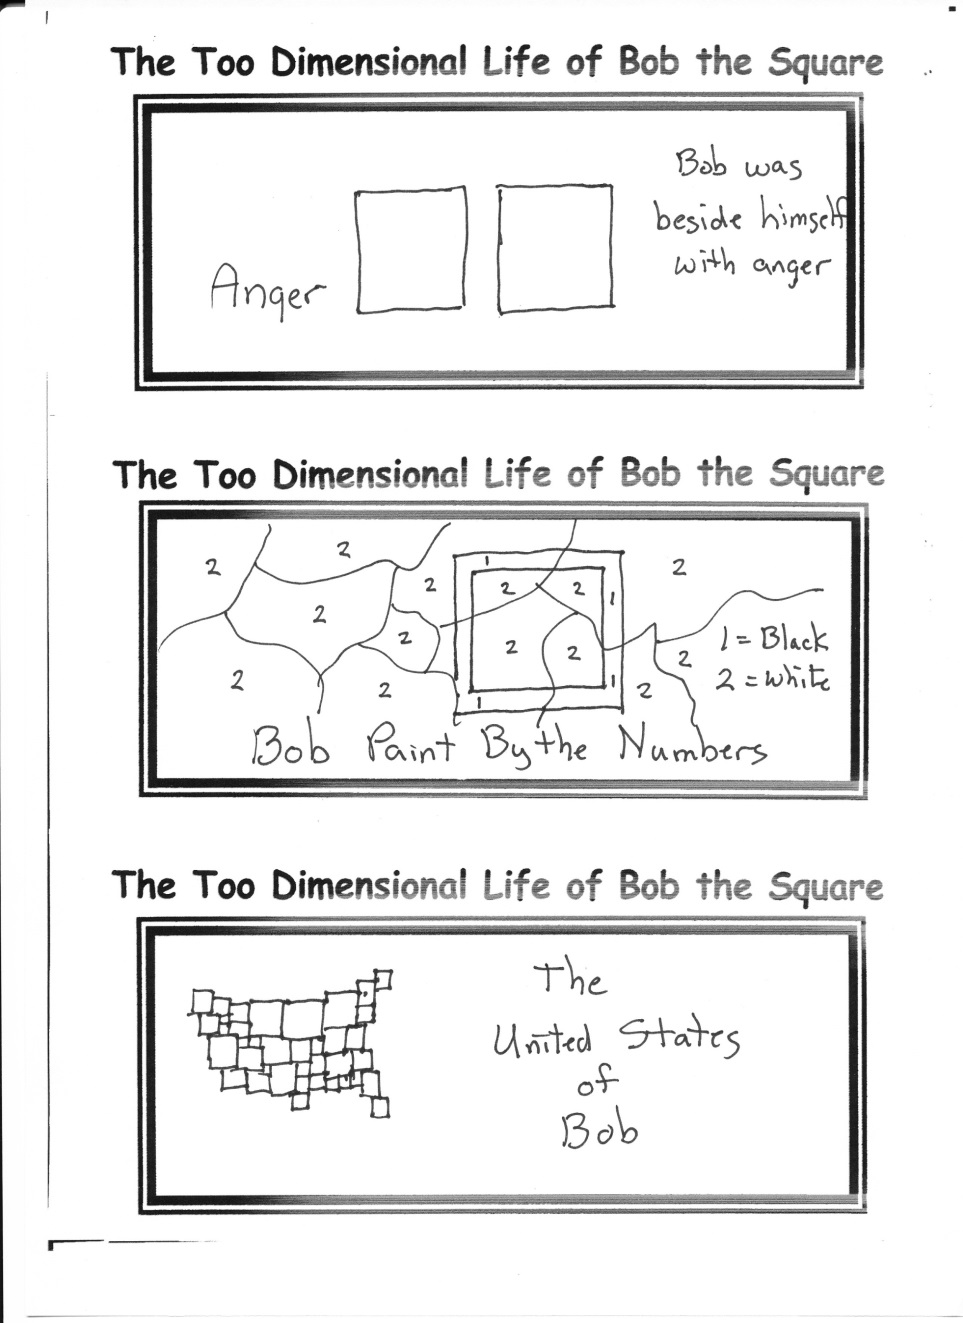 The Too Dimensional Life of Bob the Square
Bob was
beside himself
with anger
Anger
The Too Dimensional Life of Bob the Square
2
2
2
2
2
2
2
1
2
2
1
2
2
1
1
2
2
2
1 = Black
2 = white
Bob Paint By the Numbers
The Too Dimensional Life of Bob the Square
The
United States
of
Bob